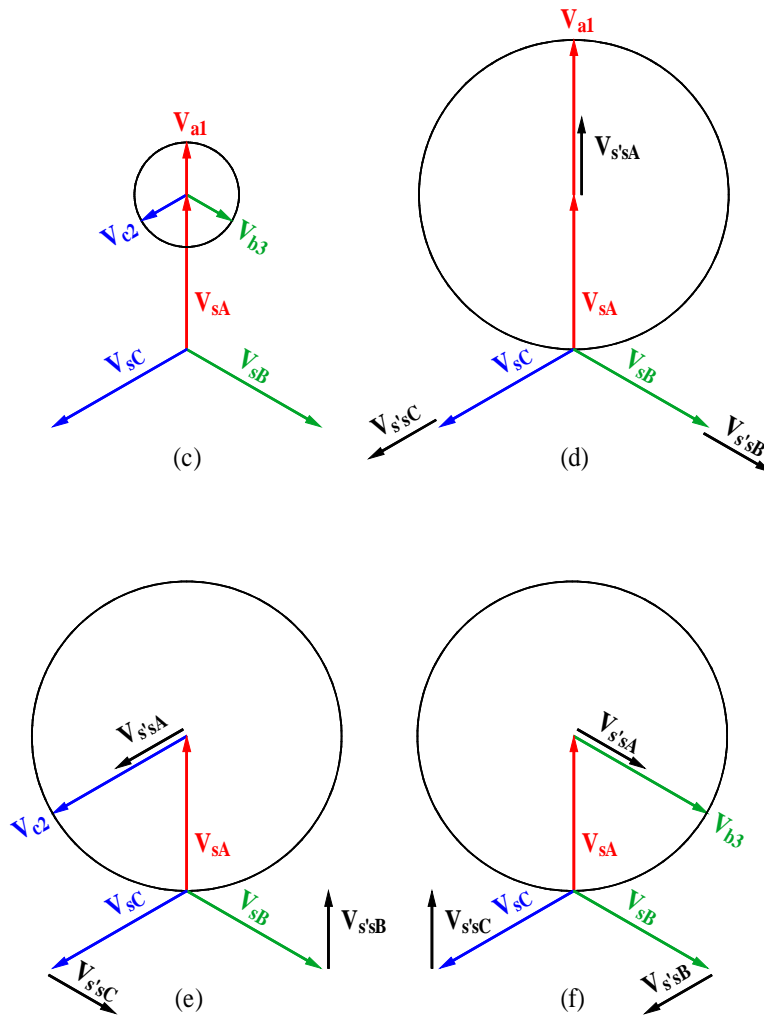 Va1
Vc2
Vb3
VsA
VsC
VsB
(c)
Va1
Vs'sA
VsA
VsC
VsB
Vs'sC
Vs'sB
(d)
Vs'sA
Vc2
VsA
VsC
VsB
Vs'sB
Vs'sC
(e)
Vs'sA
Vb3
VsA
Vs'sC
VsC
VsB
Vs'sB
(f)